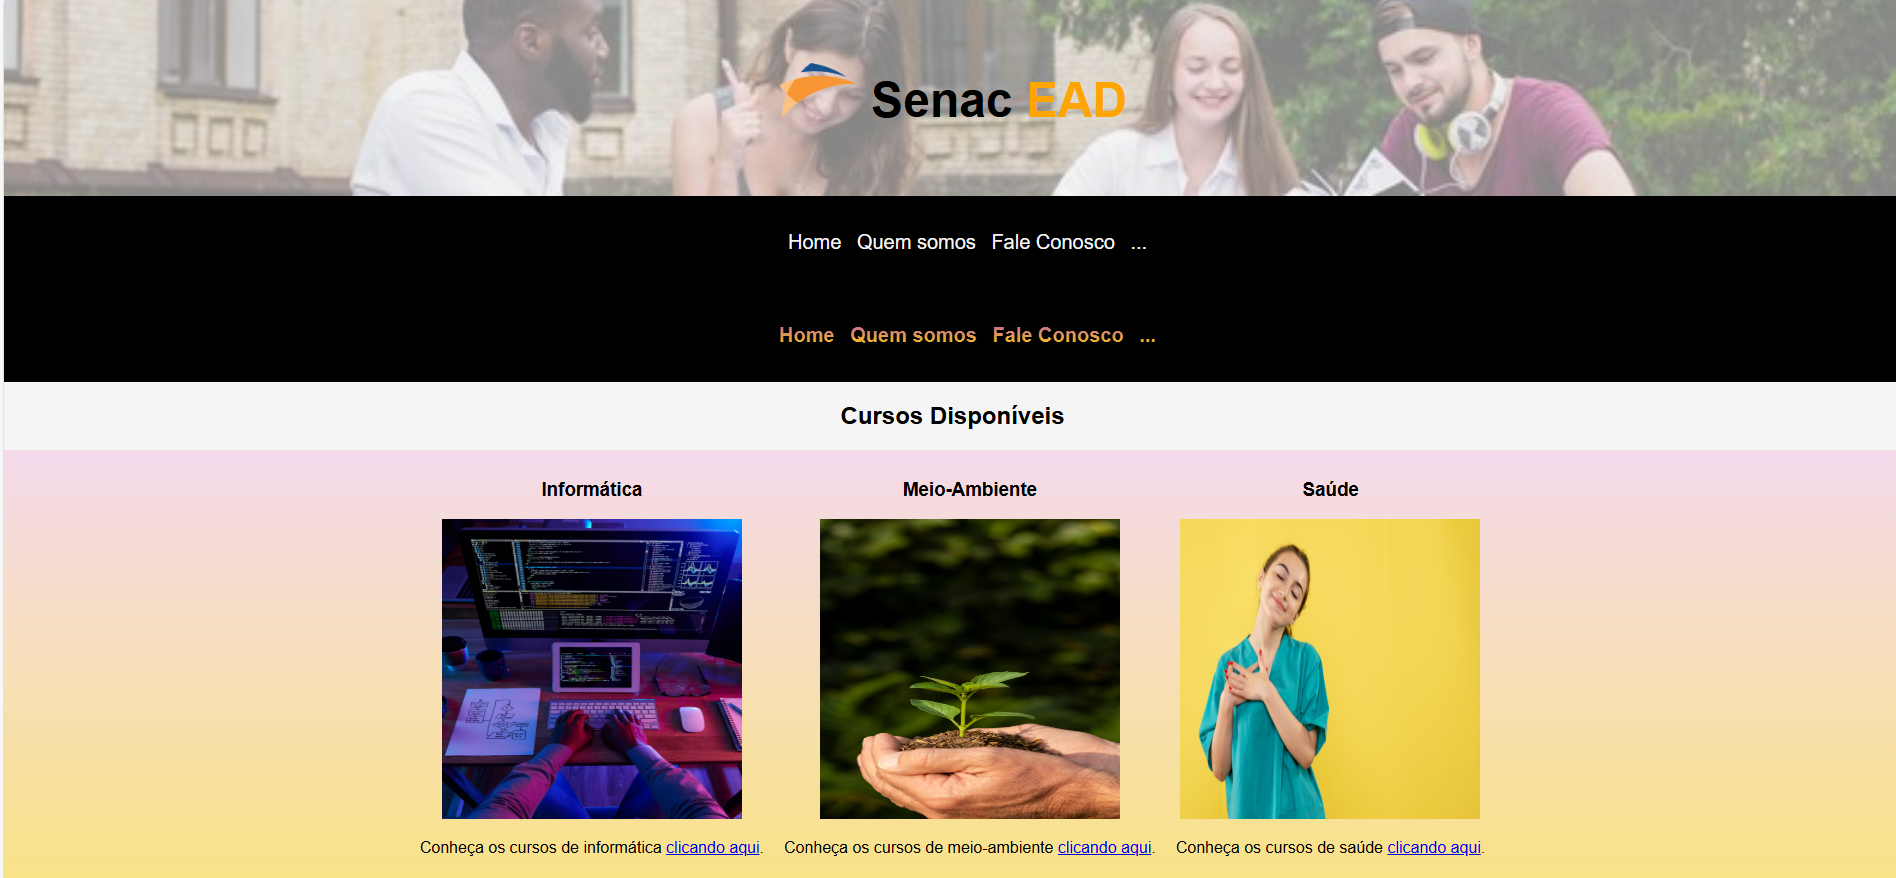 Senac EAD
Home Quem somos Fale Conosco ...
Home Quem somos Fale Conosco ...
Cursos Disponíveis
Informática Meio-Ambiente Saúde
Conheça os cursos de informática clicando aqui. Conheça os cursos de meio-ambiente clicando aqui. Conheça os cursos de saúde clicando aqui.